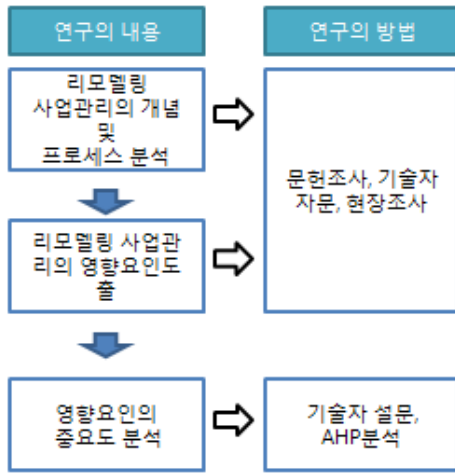 연구의 내용
연구의 방법
리모델링
사업관리의 개념
및
프로세스 분석
문헌조사, 기술자
자문, 현장조사
리모델링 사업관
리의 영향요인도
출
영향요인의
중요도 분석
기술자 설문,
AHP분석